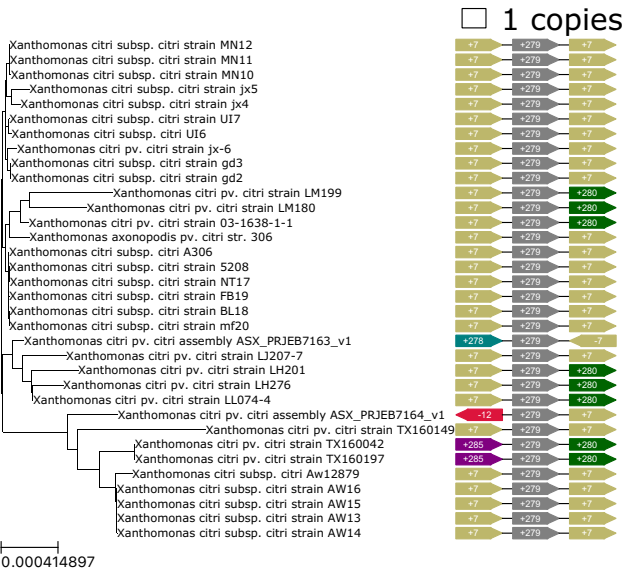 1 copies
Xanthomonas citri subsp. citri strain MN12 +7 +279 +7
Xanthomonas citri subsp. citri strain MN11 +7 +279 +7
Xanthomonas citri subsp. citri strain MN10 +7 +279 +7
Xanthomonas citri subsp. citri strain jx5 +7 +279 +7
Xanthomonas citri subsp. citri strain jx4 +7 +279 +7
Xanthomonas citri subsp. citri strain UI7 +7 +279 +7
Xanthomonas citri subsp. citri UI6 +7 +279 +7
Xanthomonas citri pv. citri strain jx-6 +7 +279 +7
Xanthomonas citri subsp. citri strain gd3 +7 +279 +7
Xanthomonas citri subsp. citri strain gd2 +7 +279 +7
Xanthomonas citri pv. citri strain LM199 +7 +279 +280
Xanthomonas citri pv. citri strain LM180 +7 +279 +280
Xanthomonas citri pv. citri strain 03-1638-1-1 +7 +279 +280
Xanthomonas axonopodis pv. citri str. 306 +7 +279 +7
Xanthomonas citri subsp. citri A306 +7 +279 +7
Xanthomonas citri subsp. citri strain 5208 +7 +279 +7
Xanthomonas citri subsp. citri strain NT17 +7 +279 +7
Xanthomonas citri subsp. citri strain FB19 +7 +279 +7
Xanthomonas citri subsp. citri strain BL18 +7 +279 +7
Xanthomonas citri subsp. citri strain mf20 +7 +279 +7
Xanthomonas citri pv. citri assembly ASX_PRJEB7163_v1 +278 +279 -7
Xanthomonas citri pv. citri strain LJ207-7 +7 +279 +7
Xanthomonas citri pv. citri strain LH201 +7 +279 +280
Xanthomonas citri pv. citri strain LH276 +7 +279 +280
Xanthomonas citri pv. citri strain LL074-4 +7 +279 +280
Xanthomonas citri pv. citri assembly ASX_PRJEB7164_v1 -12 +279 +7
Xanthomonas citri pv. citri strain TX160149 +7 +279 +7
Xanthomonas citri pv. citri strain TX160042 +285 +279 +280
Xanthomonas citri pv. citri strain TX160197 +285 +279 +280
Xanthomonas citri subsp. citri Aw12879 +7 +279 +7
Xanthomonas citri subsp. citri strain AW16 +7 +279 +7
Xanthomonas citri subsp. citri strain AW15 +7 +279 +7
Xanthomonas citri subsp. citri strain AW13 +7 +279 +7
Xanthomonas citri subsp. citri strain AW14 +7 +279 +7
0.000414897